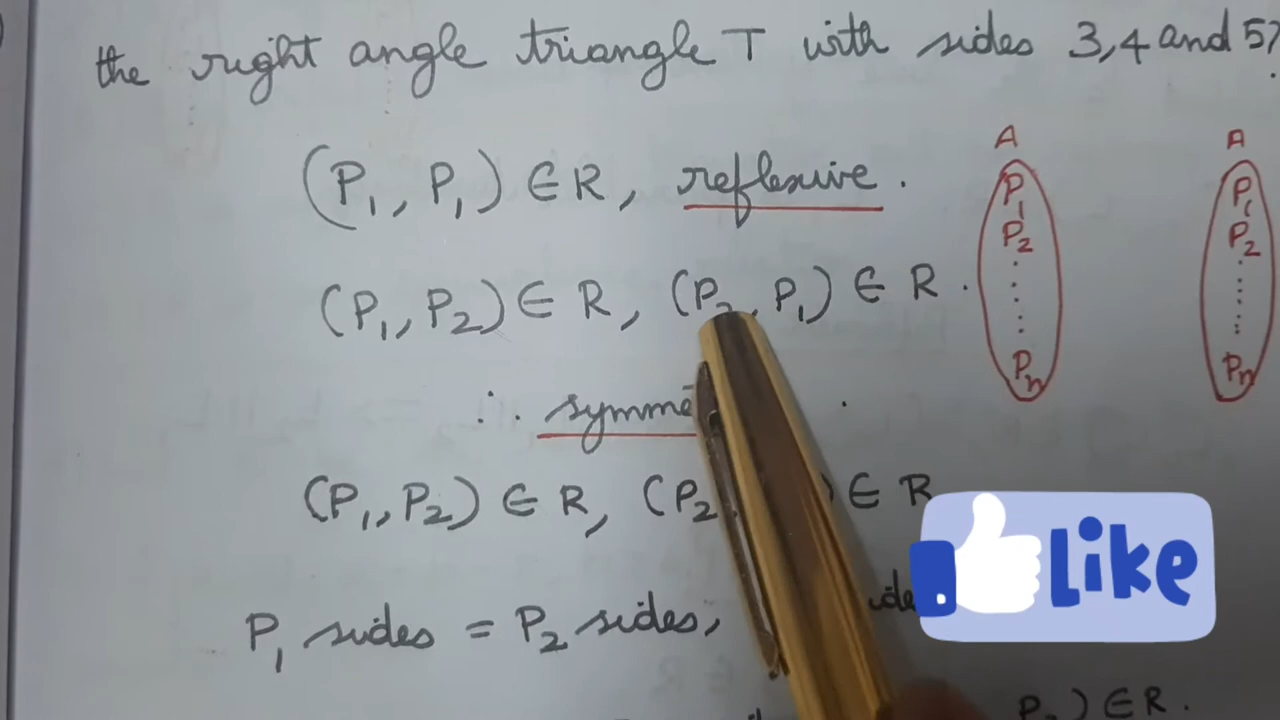 the right angle triangle T with sides 3,4 and 5?
(P₁, P₁) ∈ R, reflexive.
(P₁, P₂) ∈ R, (P₂, P₁) ∈ R.
∴ symme
(P₁, P₂) ∈ R, (P₂ ) ∈ R
P₁ sides = P₂ sides,
P₂) ∈ R.
A
P₁
P₂
Pn
A
P₁
P₂
Pn
Like